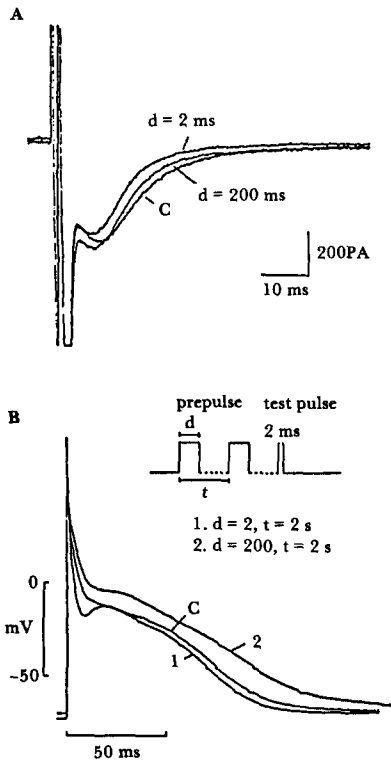 A
d = 2 ms
d = 200 ms
C
200PA
10 ms
B
prepulse test pulse
d 2 ms
t
1. d = 2, t = 2 s
2. d = 200, t = 2 s
0
mV
−50
C
2
1
50 ms